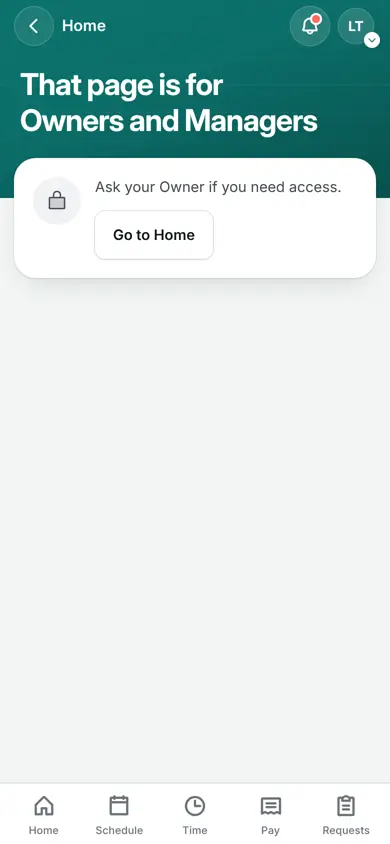 Home
LT
That page is for
Owners and Managers
Ask your Owner if you need access.
Go to Home
Home
Schedule
Time
Pay
Requests